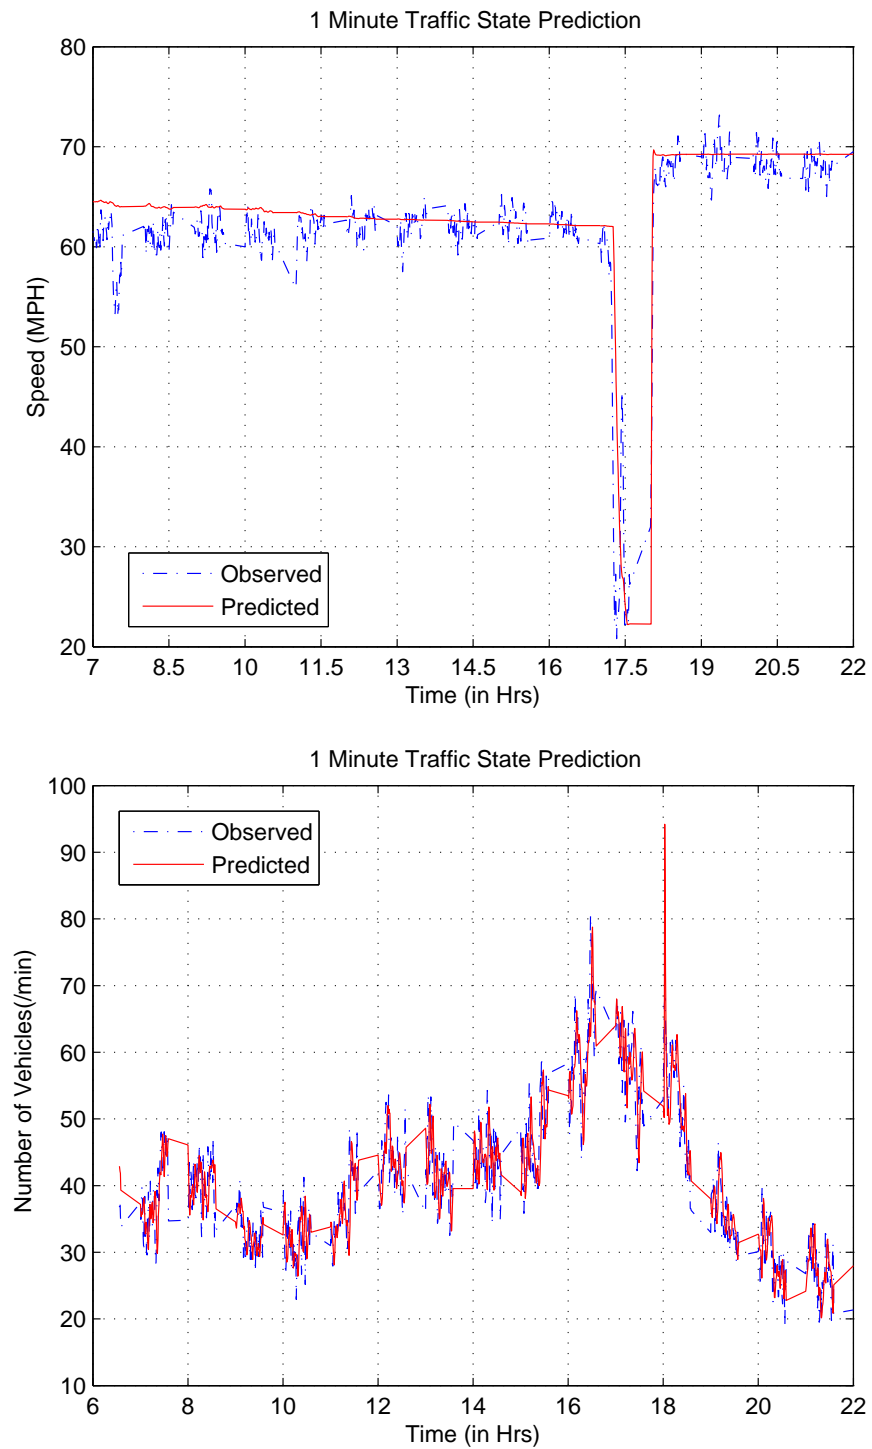 1 Minute Traffic State Prediction
80
70
60
50
40
30
20
Speed (MPH)
Observed
Predicted
7 8.5 10 11.5 13 14.5 16 17.5 19 20.5 22
Time (in Hrs)
1 Minute Traffic State Prediction
100
90
80
70
60
50
40
30
20
10
Number of Vehicles(/min)
Observed
Predicted
6 8 10 12 14 16 18 20 22
Time (in Hrs)